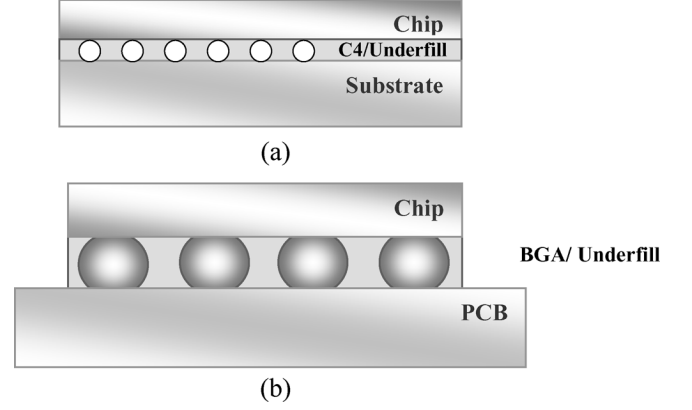 Chip
C4/Underfill
Substrate
(a)
Chip
BGA/ Underfill
PCB
(b)